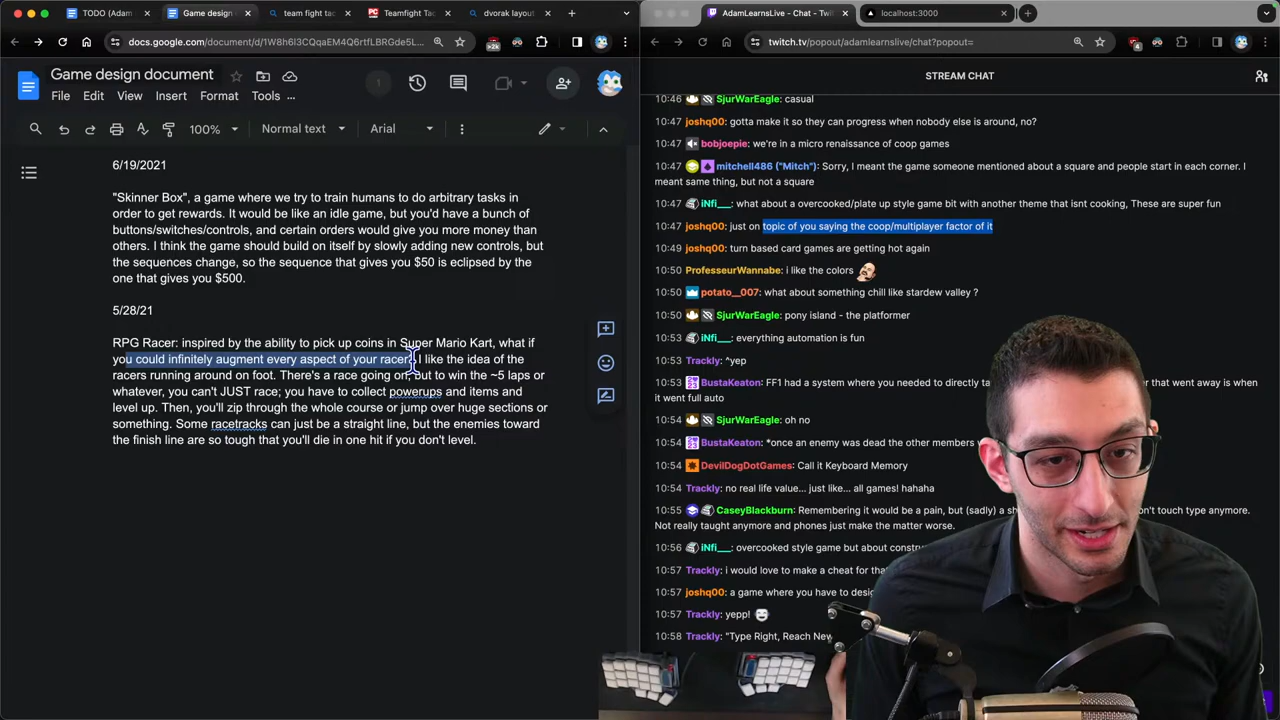 TODO (Adam
Game design
team fight tac
Teamfight Tac
dvorak layout
AdamLearnsLive - Chat - Twi
localhost:3000
docs.google.com/document/d/1W8h6I3CQqaEM4Q6rtfLBRGde5L...
twitch.tv/popout/adamlearnslive/chat?popout=
Game design document
File Edit View Insert Format Tools ...
100% Normal text Arial
6/19/2021
"Skinner Box", a game where we try to train humans to do arbitrary tasks in
order to get rewards. It would be like an idle game, but you'd have a bunch of
buttons/switches/controls, and certain orders would give you more money than
others. I think the game should build on itself by slowly adding new controls, but
the sequences change, so the sequence that gives you $50 is eclipsed by the
one that gives you $500.
5/28/21
RPG Racer: inspired by the ability to pick up coins in Super Mario Kart, what if
you could infinitely augment every aspect of your racer? I like the idea of the
racers running around on foot. There's a race going on, but to win the ~5 laps or
whatever, you can't JUST race; you have to collect powerups and items and
level up. Then, you'll zip through the whole course or jump over huge sections or
something. Some racetracks can just be a straight line, but the enemies toward
the finish line are so tough that you'll die in one hit if you don't level.
STREAM CHAT
10:46 SjurWarEagle: casual
10:47 joshq00: gotta make it so they can progress when nobody else is around, no?
10:47 bobjoepie: we're in a micro renaissance of coop games
10:47 mitchell486 ("Mitch"): Sorry, I meant the game someone mentioned about a square and people start in each corner. I
meant same thing, but not a square
10:47 iNfi___: what about a overcooked/plate up style game bit with another theme that isnt cooking, These are super fun
10:47 joshq00: just on topic of you saying the coop/multiplayer factor of it
10:49 joshq00: turn based card games are getting hot again
10:50 ProfesseurWannabe: i like the colors
10:50 potato__007: what about something chill like stardew valley ?
10:50 SjurWarEagle: pony island - the platformer
10:53 iNfi___: everything automation is fun
10:53 Trackly: ^yep
10:53 BustaKeaton: FF1 had a system where you needed to directly ta
r that went away is when
it went full auto
10:54 SjurWarEagle: oh no
10:54 BustaKeaton: *once an enemy was dead the other members w
10:54 DevilDogDotGames: Call it Keyboard Memory
10:54 Trackly: no real life value... just like... all games! hahaha
10:55 CaseyBlackburn: Remembering it would be a pain, but (sadly) a sh
n't touch type anymore.
Not really taught anymore and phones just make the matter worse.
10:56 iNfi___: overcooked style game but about constru
10:57 Trackly: i would love to make a cheat for tha
10:57 joshq00: a game where you have to desig
10:57 Trackly: yepp!
10:58 Trackly: "Type Right, Reach New